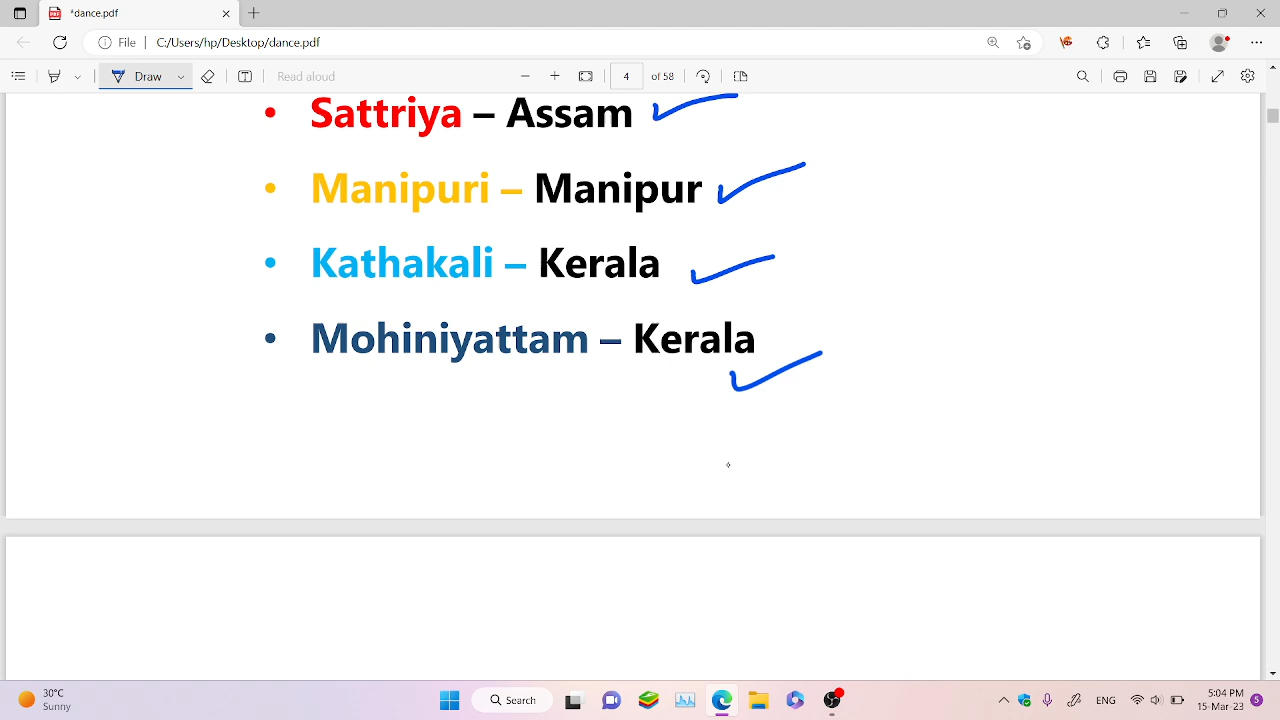 *dance.pdf
File C:/Users/hp/Desktop/dance.pdf
Draw Read aloud 4 of 58
• Sattriya – Assam
• Manipuri – Manipur
• Kathakali – Kerala
• Mohiniyattam – Kerala
30°C
Sunny
Search
ENG
5:04 PM
15-Mar-23
5